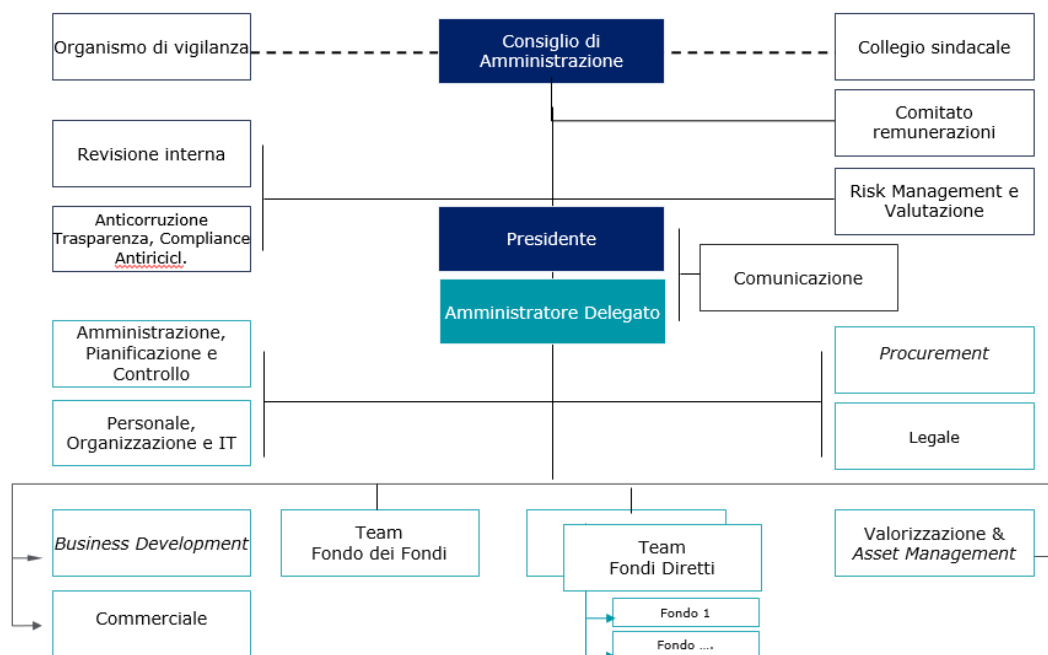 Organismo di vigilanza
Consiglio di
Amministrazione
Collegio sindacale
Comitato
remunerazioni
Revisione interna
Risk Management e
Valutazione
Anticorruzione
Trasparenza, Compliance
Antiricicl.
Presidente
Comunicazione
Amministratore Delegato
Amministrazione,
Pianificazione e
Controllo
Procurement
Personale,
Organizzazione e IT
Legale
Business Development
Team
Fondo dei Fondi
Team
Fondi Diretti
Valorizzazione &
Asset Management
Commerciale
Fondo 1
Fondo ....